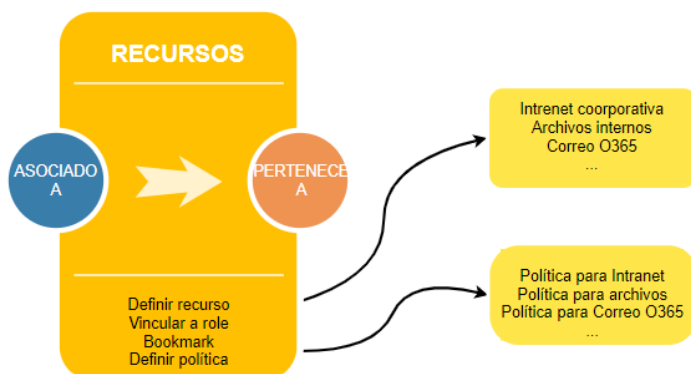 RECURSOS
ASOCIADO
A
PERTENECE
A
Definir recurso
Vincular a role
Bookmark
Definir política
Intrenet coorporativa
Archivos internos
Correo O365
...
Política para Intranet
Política para archivos
Política para Correo O365
...